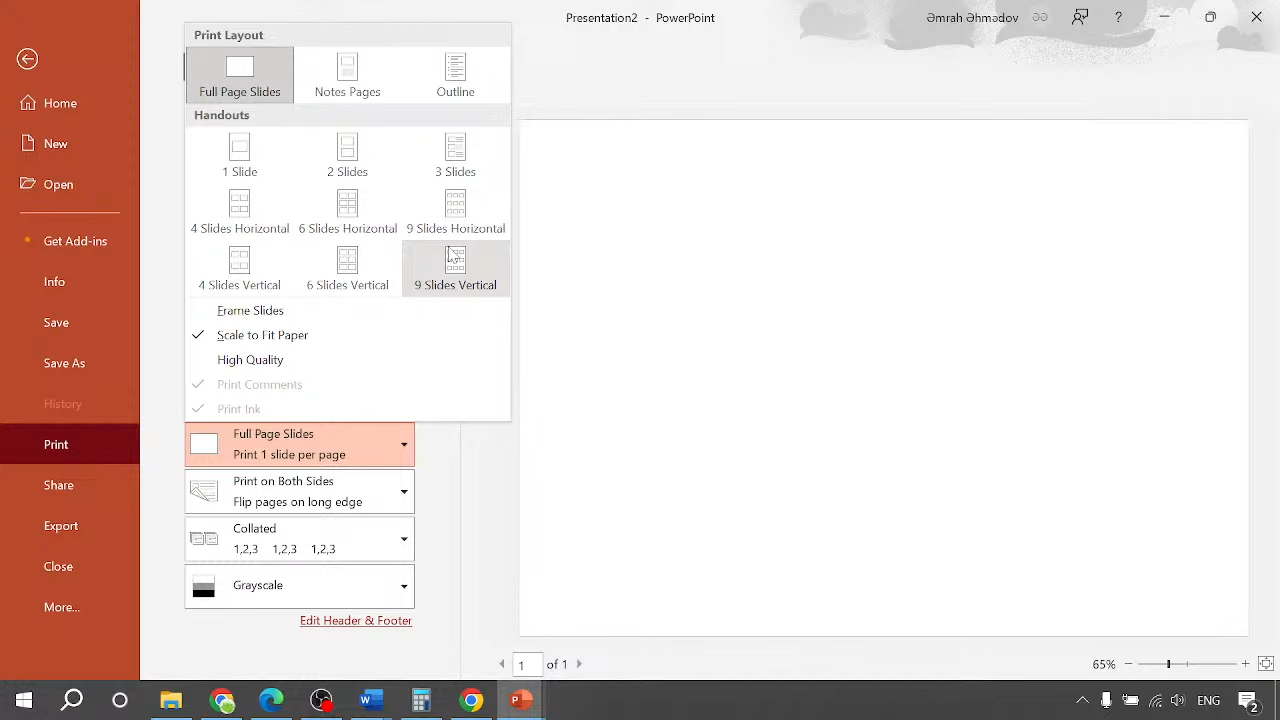 Presentation2 - PowerPoint
Əmrah Əhmədov
ƏƏ
?
Home
New
Open
Get Add-ins
Info
Save
Save As
History
Print
Share
Export
Close
More...
Print Layout
Full Page Slides
Notes Pages
Outline
Handouts
1 Slide
2 Slides
3 Slides
4 Slides Horizontal
6 Slides Horizontal
9 Slides Horizontal
4 Slides Vertical
6 Slides Vertical
9 Slides Vertical
Frame Slides
Scale to Fit Paper
High Quality
Print Comments
Print Ink
Full Page Slides
Print 1 slide per page
Print on Both Sides
Flip pages on long edge
Collated
1,2,3 1,2,3 1,2,3
Grayscale
Edit Header & Footer
1 of 1
65%
ENG
2